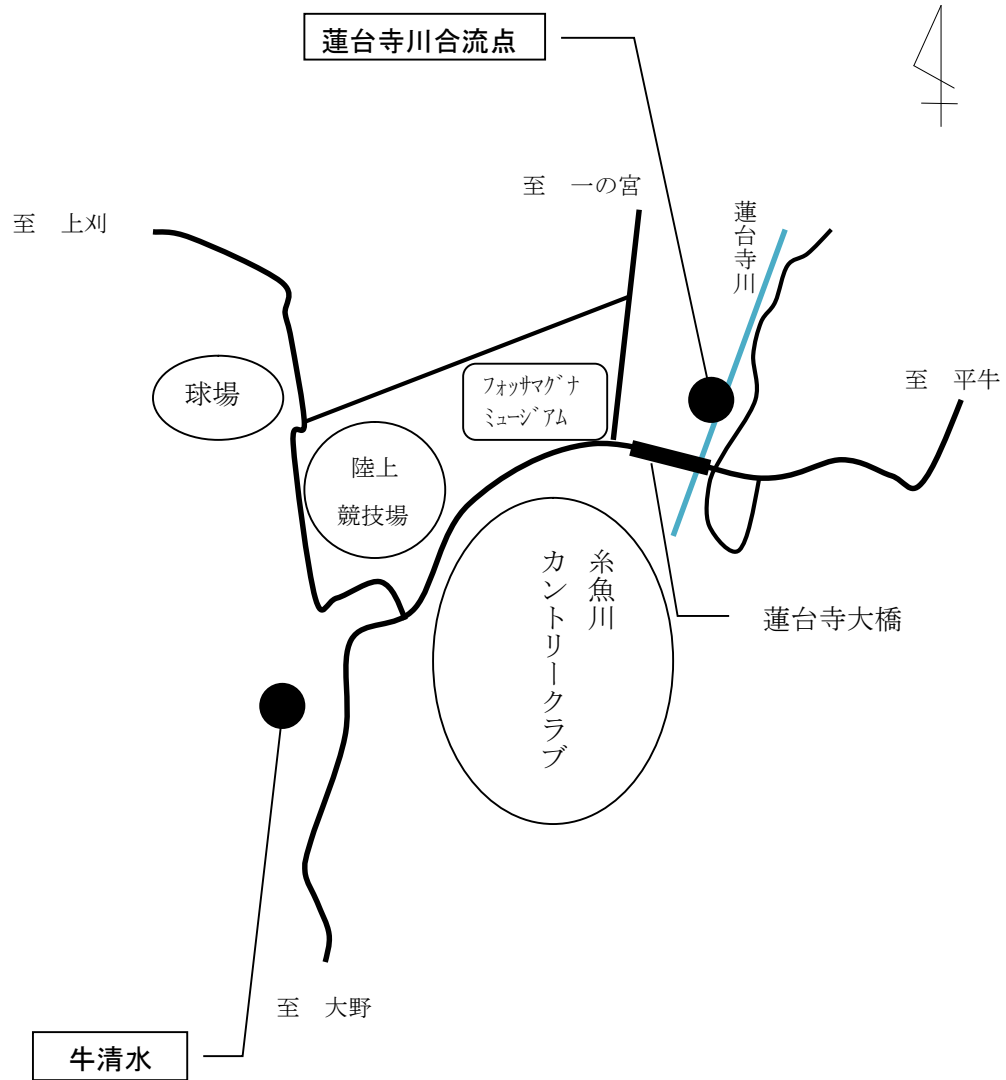 蓮台寺川合流点
至　一の宮
蓮台寺川
至　上刈
至　平牛
球場
フォッサマグナ
ミュージアム
陸上
競技場
糸魚川
カントリークラブ
蓮台寺大橋
至　大野
牛清水